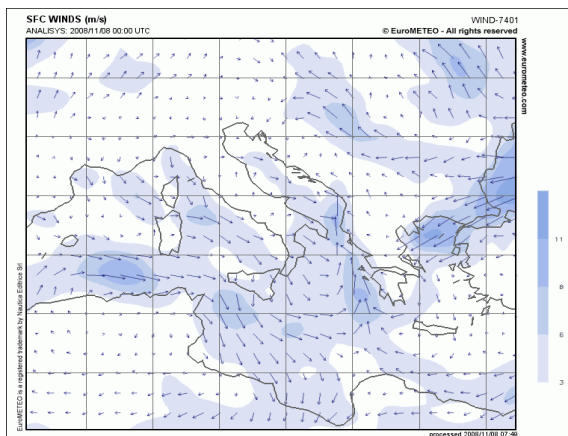 SFC WINDS (m/s)
WIND-7401
ANALISYS: 2008/11/08 00:00 UTC
© EuroMETEO - All rights reserved
www.eurometeo.com
EuroMETEO is a registered trademark by Nautica Editrice Srl
11
8
6
3
processed 2008/11/08 07:49